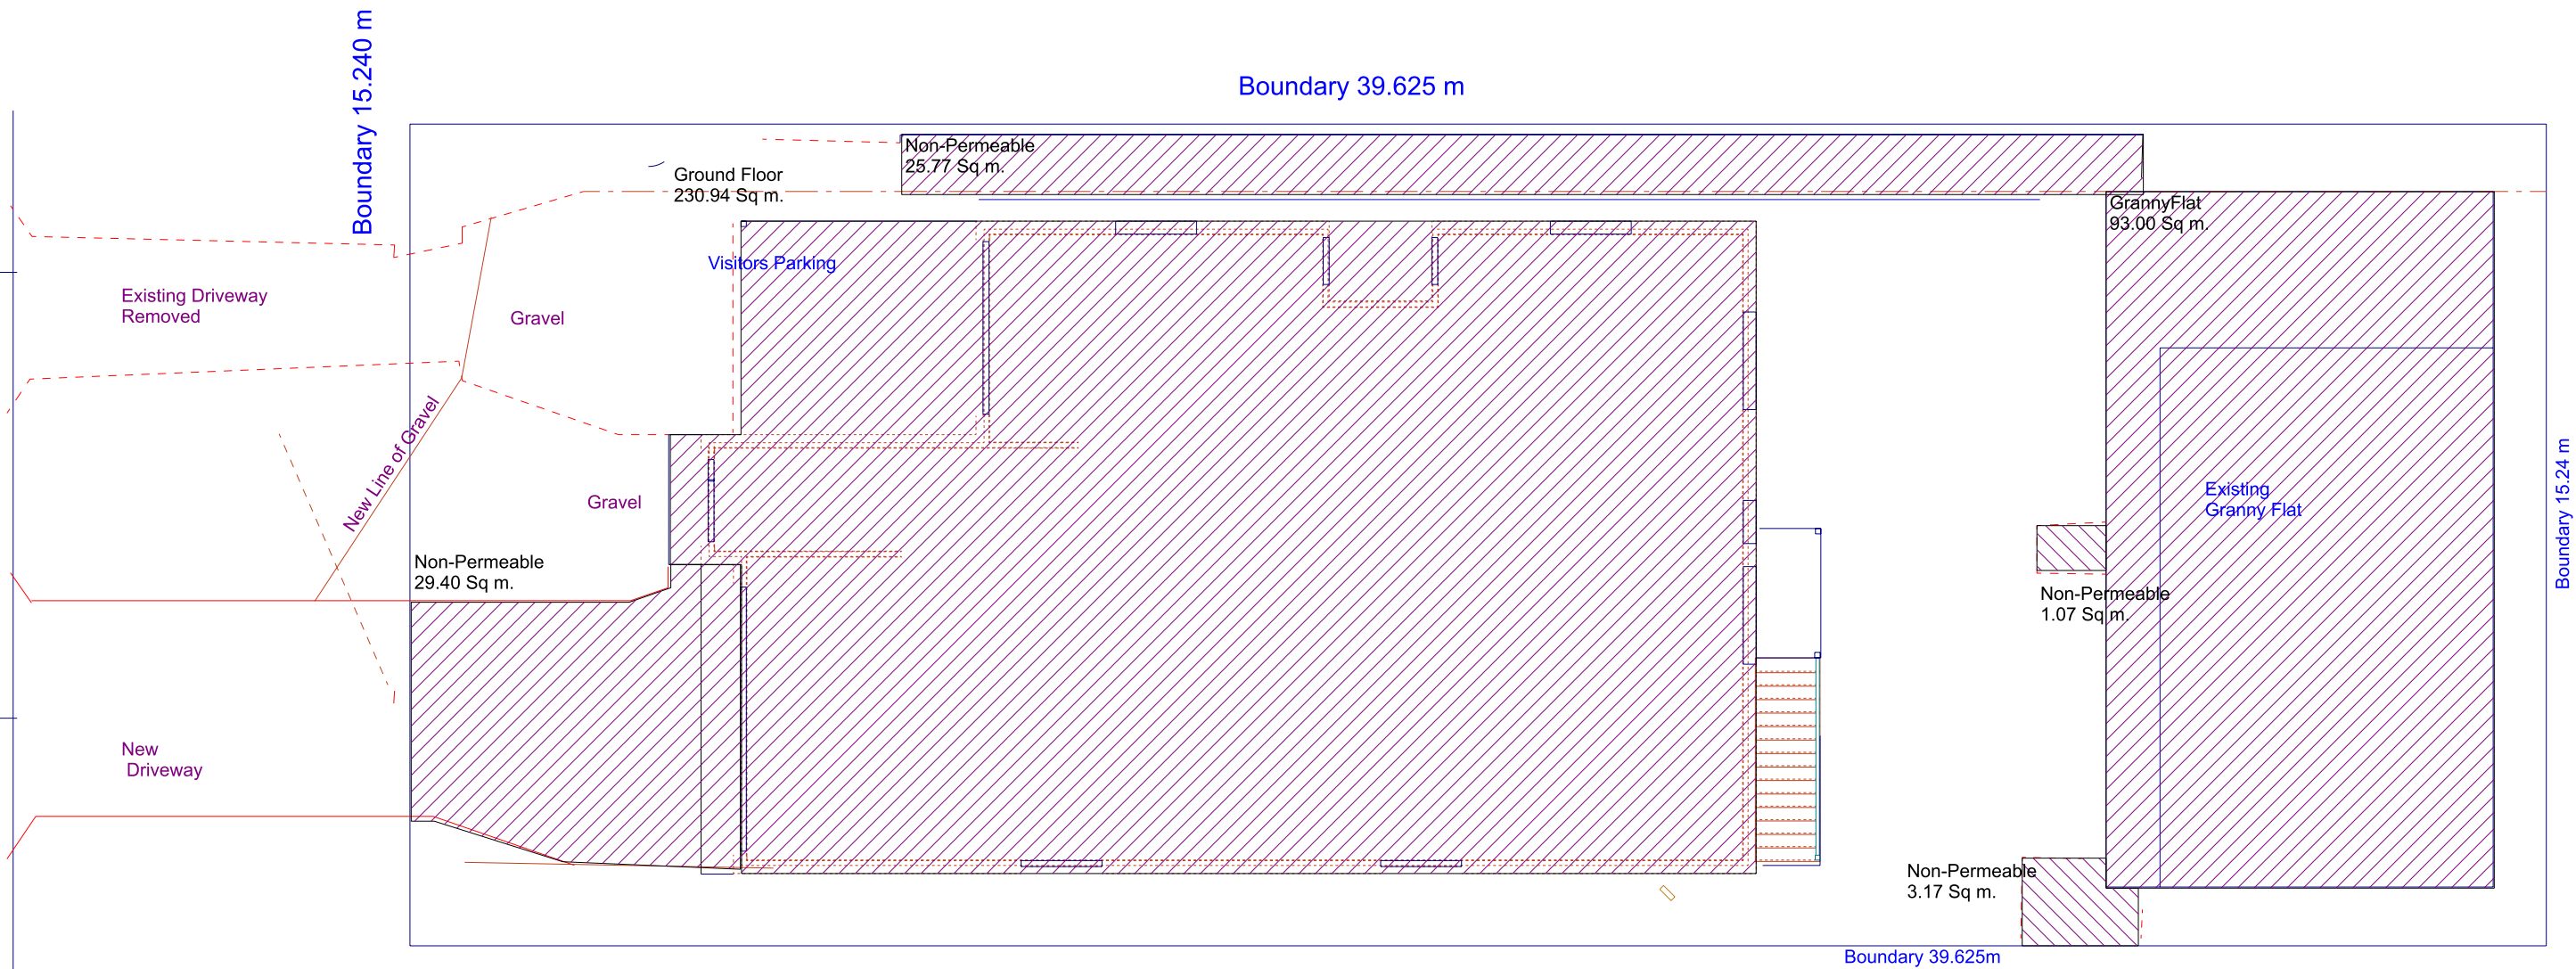 Boundary 15.240 m
Boundary 39.625 m
Non-Permeable
25.77 Sq m.
Ground Floor
230.94 Sq m.
GrannyFlat
93.00 Sq m.
Visitors Parking
Existing Driveway
Removed
Gravel
New Line of Gravel
Gravel
Existing
Granny Flat
Boundary 15.24 m
Non-Permeable
29.40 Sq m.
Non-Permeable
1.07 Sq m.
New
Driveway
Non-Permeable
3.17 Sq m.
Boundary 39.625m